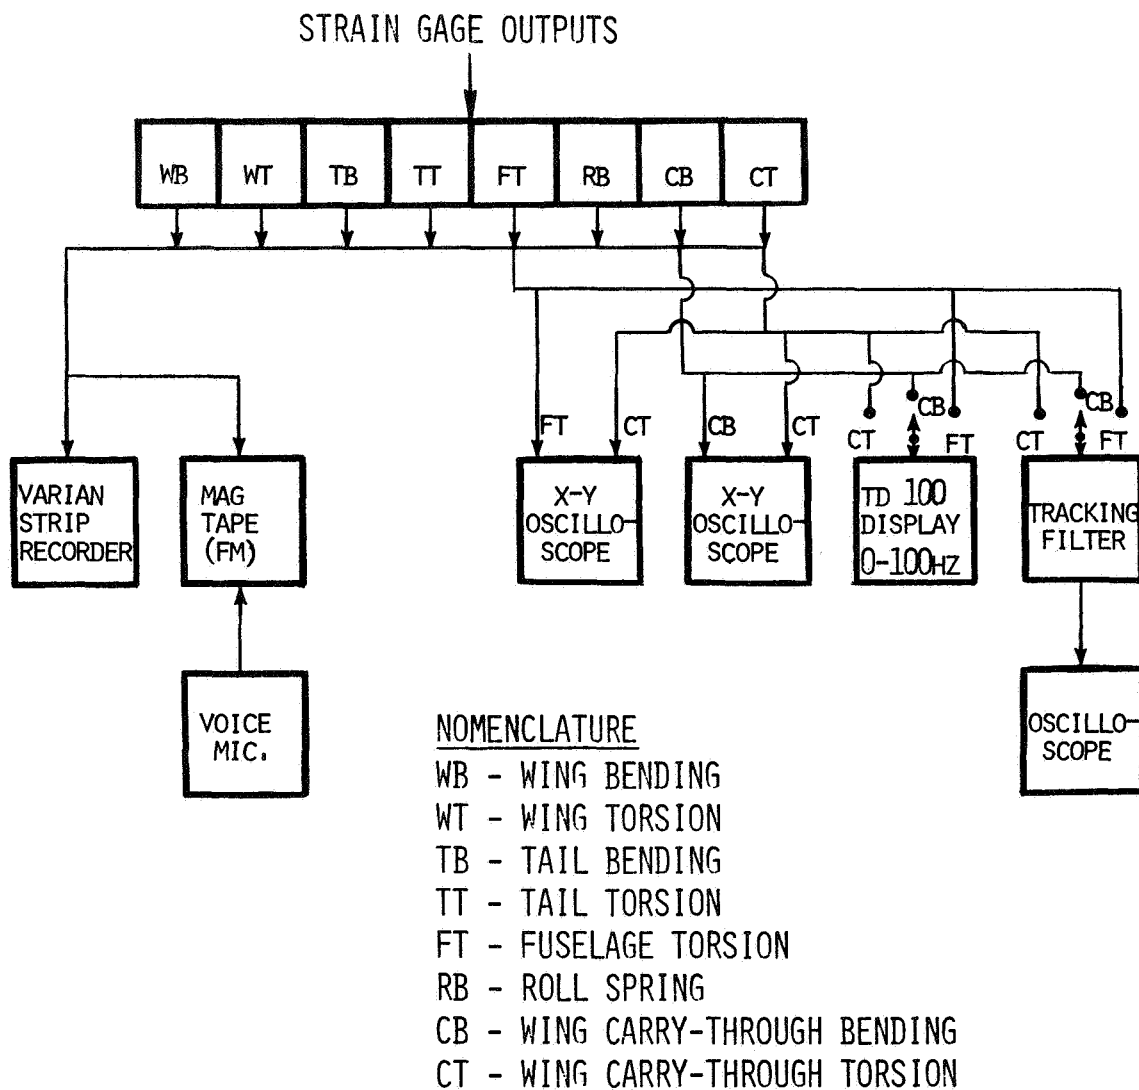 STRAIN GAGE OUTPUTS
WB WT TB TT FT RB CB CT
FT CT CB CT CT CB FT CT CB FT
VARIAN
STRIP
RECORDER
MAG
TAPE
(FM)
X-Y
OSCILLO-
SCOPE
X-Y
OSCILLO-
SCOPE
TD 100
DISPLAY
0-100HZ
TRACKING
FILTER
VOICE
MIC.
OSCILLO-
SCOPE
NOMENCLATURE
WB - WING BENDING
WT - WING TORSION
TB - TAIL BENDING
TT - TAIL TORSION
FT - FUSELAGE TORSION
RB - ROLL SPRING
CB - WING CARRY-THROUGH BENDING
CT - WING CARRY-THROUGH TORSION